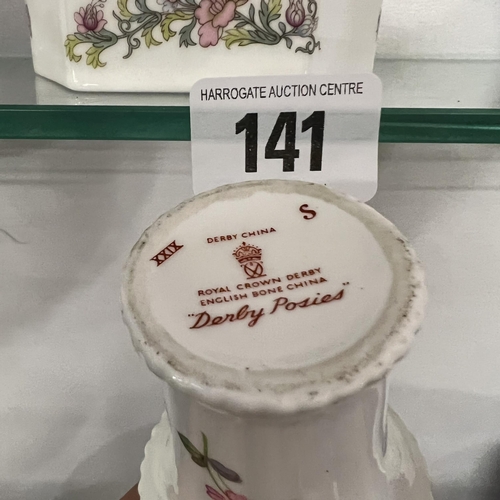 HARROGATE AUCTION CENTRE
141
S
XXIX
DERBY CHINA
ROYAL CROWN DERBY
ENGLISH BONE CHINA
"Derby Posies"